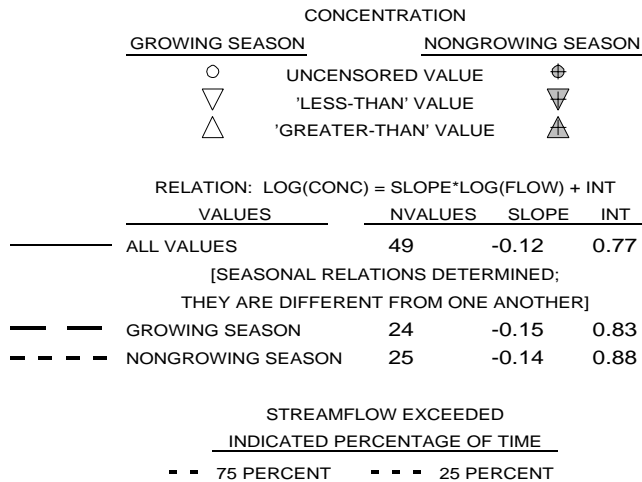 CONCENTRATION
GROWING SEASON NONGROWING SEASON
UNCENSORED VALUE
'LESS-THAN' VALUE
'GREATER-THAN' VALUE
RELATION: LOG(CONC) = SLOPE*LOG(FLOW) + INT
VALUES NVALUES SLOPE INT
ALL VALUES 49 -0.12 0.77
[SEASONAL RELATIONS DETERMINED;
THEY ARE DIFFERENT FROM ONE ANOTHER]
GROWING SEASON 24 -0.15 0.83
NONGROWING SEASON 25 -0.14 0.88
STREAMFLOW EXCEEDED
INDICATED PERCENTAGE OF TIME
75 PERCENT 25 PERCENT